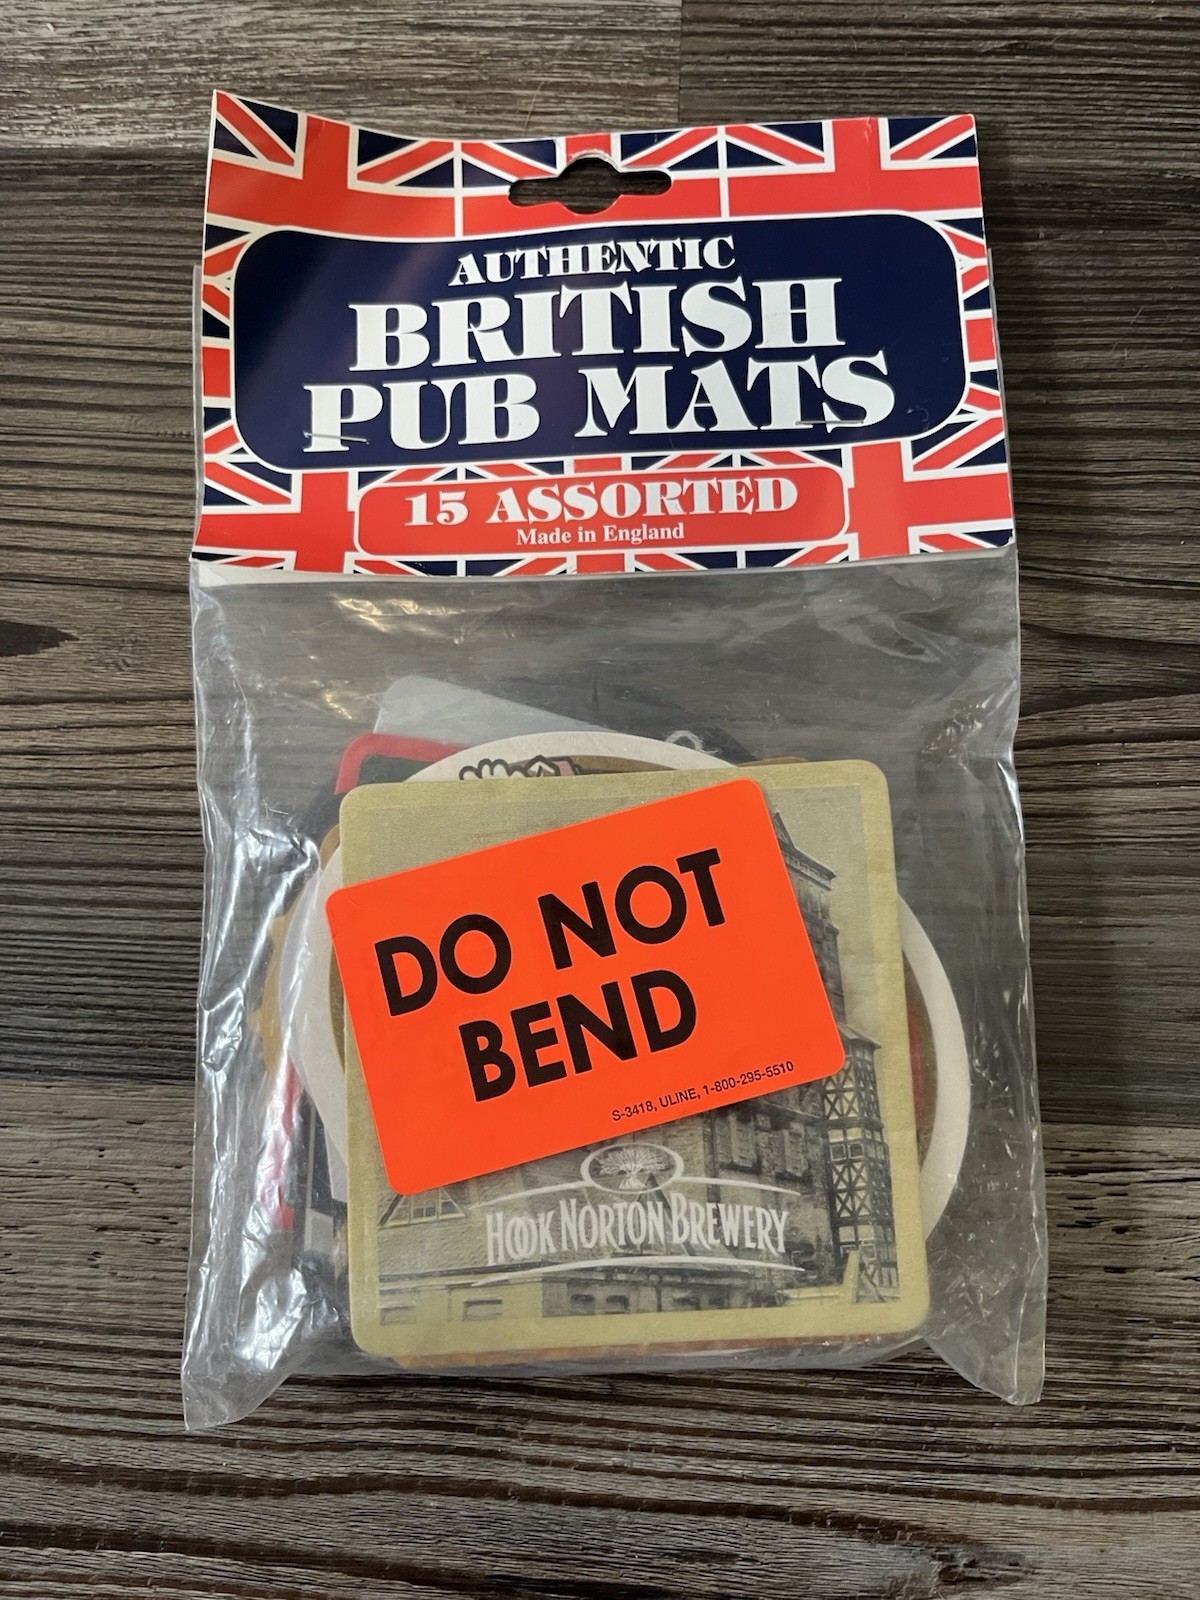 AUTHENTIC
BRITISH
PUB MATS
15 ASSORTED
Made in England
DO NOT
BEND
S-3418, ULINE, 1-800-295-5510
HOOK NORTON BREWERY